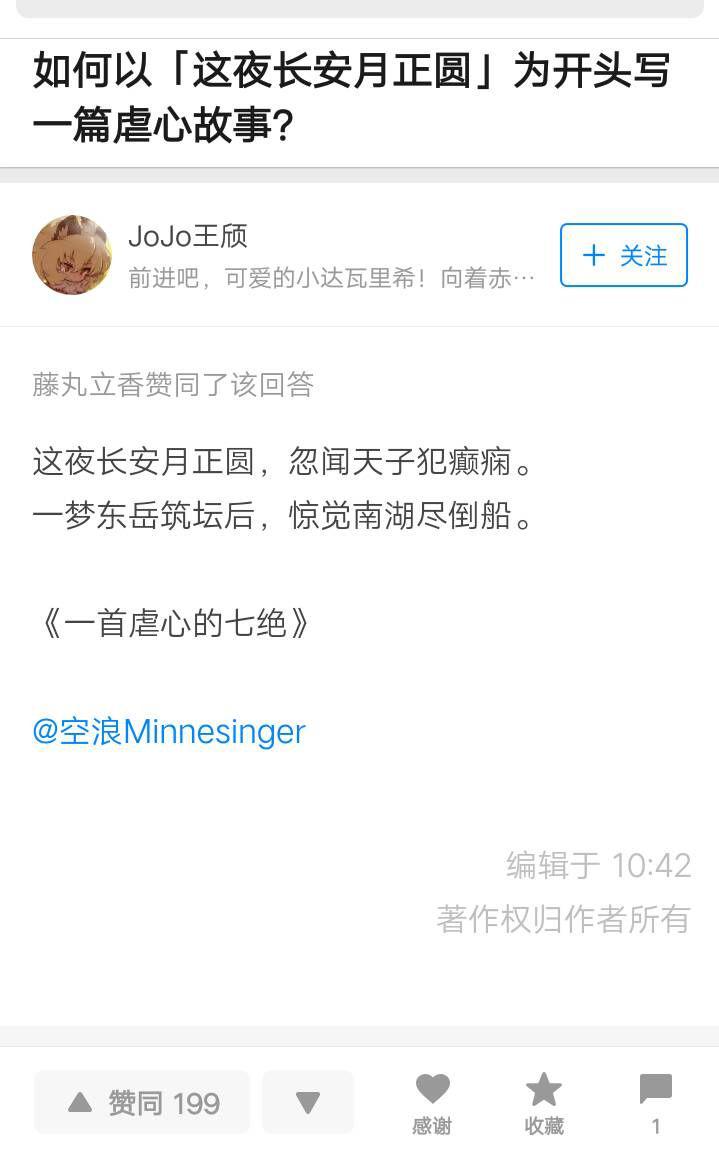 如何以「这夜长安月正圆」为开头写
一篇虐心故事?
JoJo王颀
前进吧，可爱的小达瓦里希！向着赤…
关注
藤丸立香赞同了该回答
这夜长安月正圆，忽闻天子犯癫痫。
一梦东岳筑坛后，惊觉南湖尽倒船。
《一首虐心的七绝》
@空浪Minnesinger
编辑于 10:42
著作权归作者所有
赞同 199
感谢
收藏
1